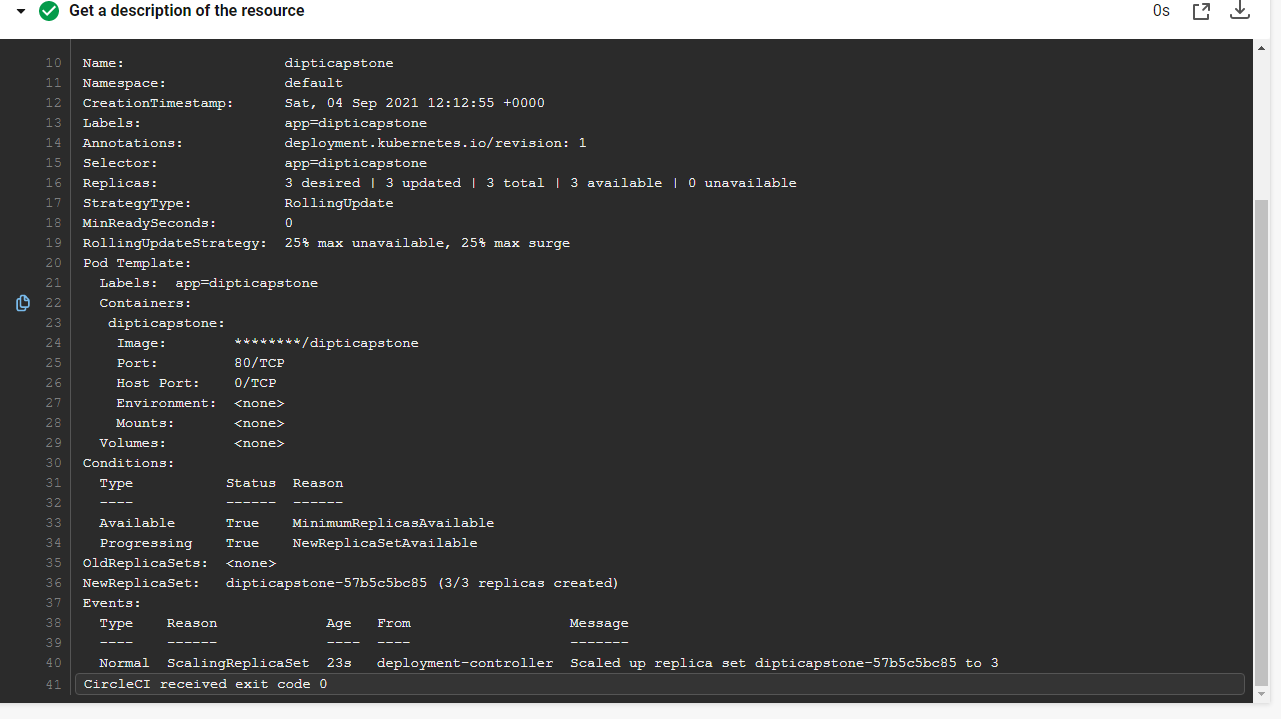 Get a description of the resource 0s
10 Name: dipticapstone
11 Namespace: default
12 CreationTimestamp: Sat, 04 Sep 2021 12:12:55 +0000
13 Labels: app=dipticapstone
14 Annotations: deployment.kubernetes.io/revision: 1
15 Selector: app=dipticapstone
16 Replicas: 3 desired | 3 updated | 3 total | 3 available | 0 unavailable
17 StrategyType: RollingUpdate
18 MinReadySeconds: 0
19 RollingUpdateStrategy: 25% max unavailable, 25% max surge
20 Pod Template:
21 Labels: app=dipticapstone
22 Containers:
23 dipticapstone:
24 Image: ********/dipticapstone
25 Port: 80/TCP
26 Host Port: 0/TCP
27 Environment: <none>
28 Mounts: <none>
29 Volumes: <none>
30 Conditions:
31 Type Status Reason
32 ---- ------ ------
33 Available True MinimumReplicasAvailable
34 Progressing True NewReplicaSetAvailable
35 OldReplicaSets: <none>
36 NewReplicaSet: dipticapstone-57b5c5bc85 (3/3 replicas created)
37 Events:
38 Type Reason Age From Message
39 ---- ------ ---- ---- -------
40 Normal ScalingReplicaSet 23s deployment-controller Scaled up replica set dipticapstone-57b5c5bc85 to 3
41 CircleCI received exit code 0